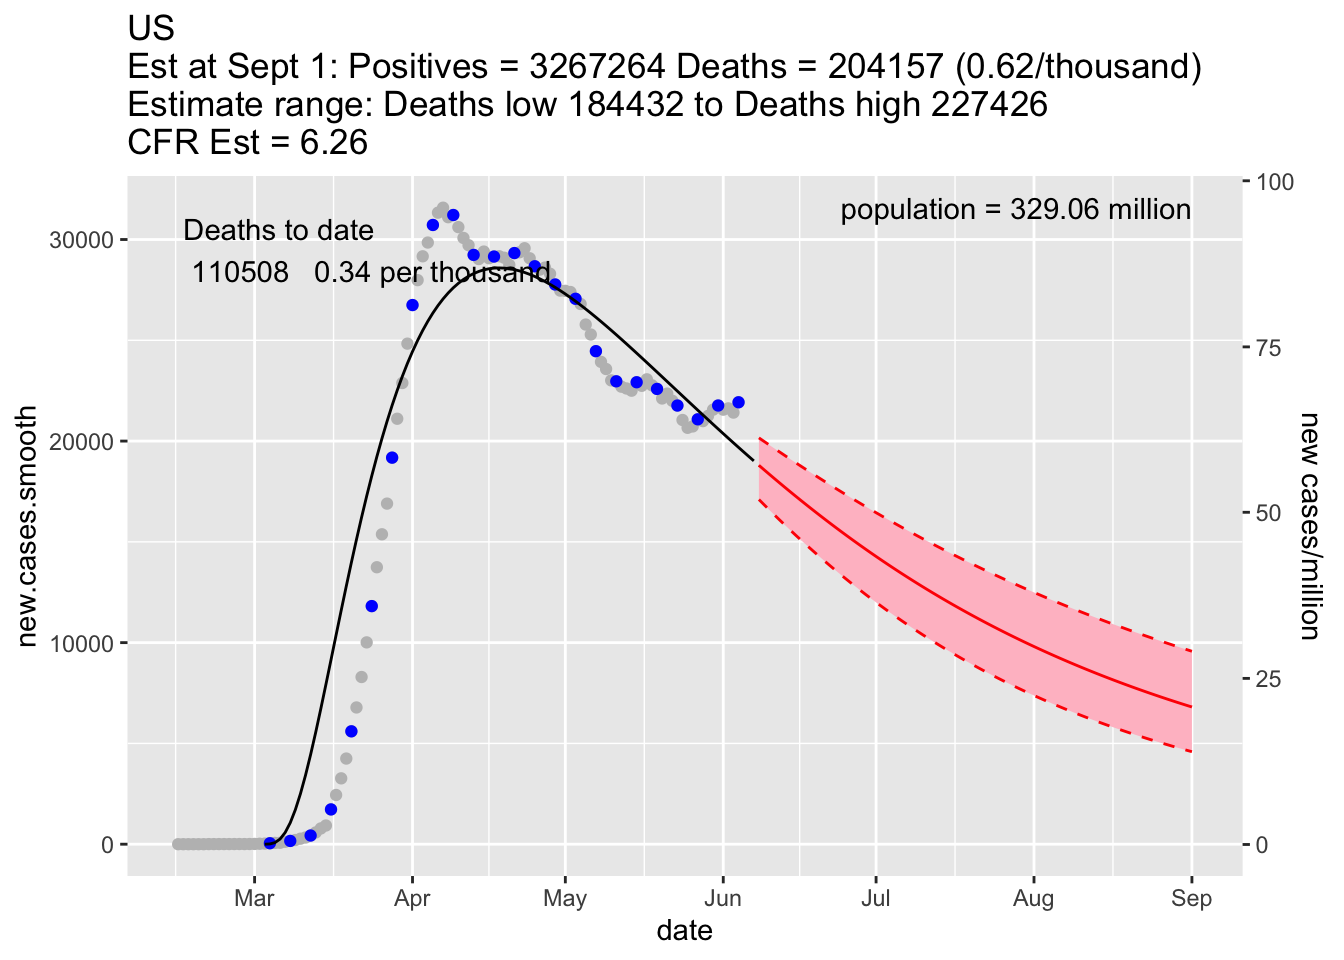 US
Est at Sept 1: Positives = 3267264 Deaths = 204157 (0.62/thousand)
Estimate range: Deaths low 184432 to Deaths high 227426
CFR Est = 6.26
Deaths to date
110508 0.34 per thousand
population = 329.06 million
30000
20000
10000
0
new.cases.smooth
100
75
50
25
0
new cases/million
Mar Apr May Jun Jul Aug Sep
date